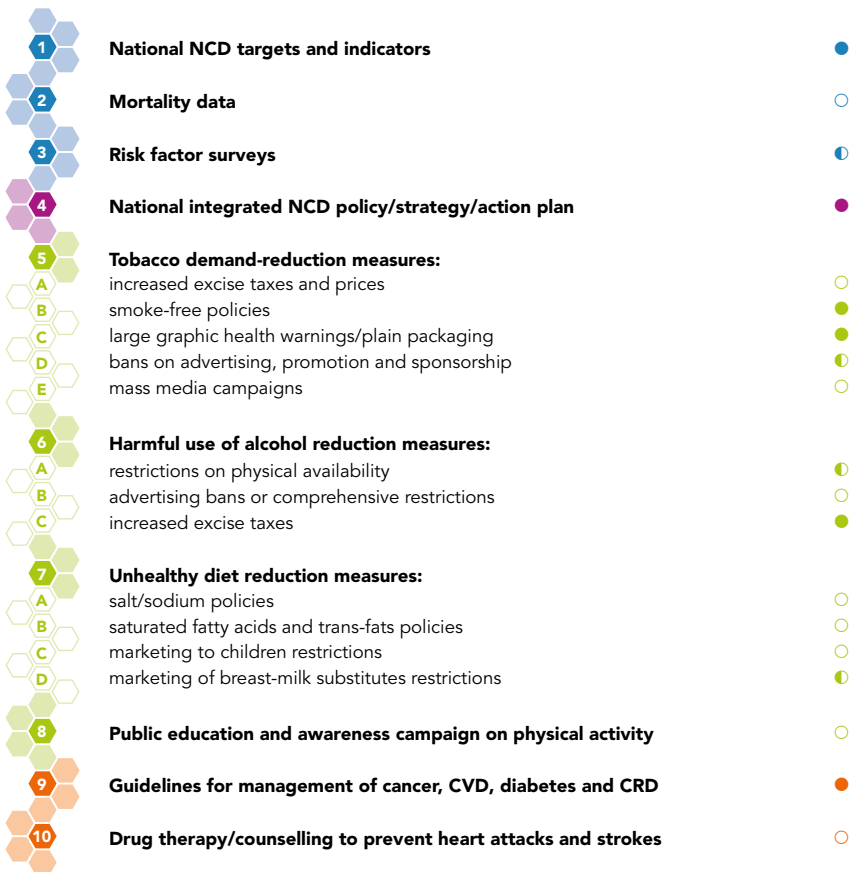 1 National NCD targets and indicators
2 Mortality data
3 Risk factor surveys
4 National integrated NCD policy/strategy/action plan
5 Tobacco demand-reduction measures:
A increased excise taxes and prices
B smoke-free policies
C large graphic health warnings/plain packaging
D bans on advertising, promotion and sponsorship
E mass media campaigns
6 Harmful use of alcohol reduction measures:
A restrictions on physical availability
B advertising bans or comprehensive restrictions
C increased excise taxes
7 Unhealthy diet reduction measures:
A salt/sodium policies
B saturated fatty acids and trans-fats policies
C marketing to children restrictions
D marketing of breast-milk substitutes restrictions
8 Public education and awareness campaign on physical activity
9 Guidelines for management of cancer, CVD, diabetes and CRD
10 Drug therapy/counselling to prevent heart attacks and strokes